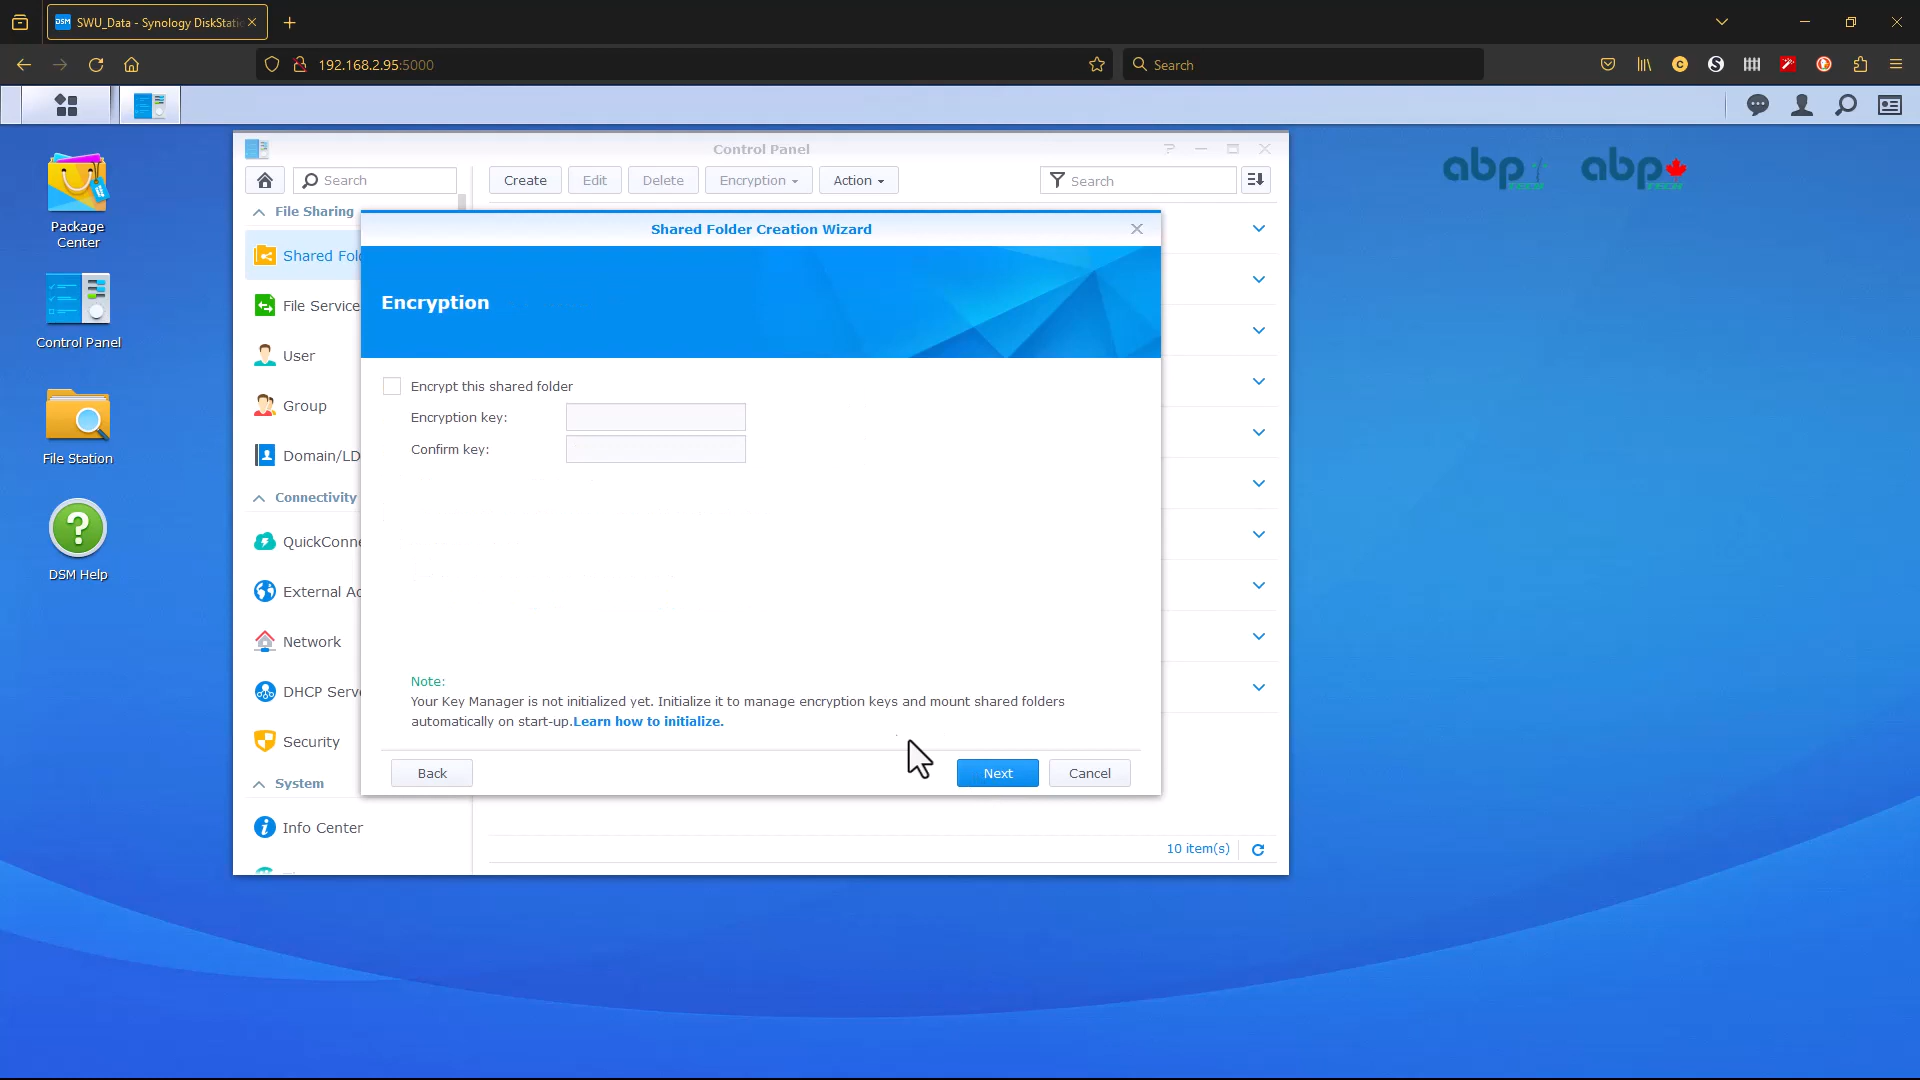 SWU_Data - Synology DiskStati
192.168.2.95:5000
Search
Package
Center
Control Panel
File Station
DSM Help
abp
TECH
abp
TECH
Control Panel
Search
Create
Edit
Delete
Encryption
Action
Search
File Sharing
Shared Fol
File Service
User
Group
Domain/LD
Connectivity
QuickConne
External Ac
Network
DHCP Serv
Security
System
Info Center
Shared Folder Creation Wizard
Encryption
Encrypt this shared folder
Encryption key:
Confirm key:
Note:
Your Key Manager is not initialized yet. Initialize it to manage encryption keys and mount shared folders
automatically on start-up.Learn how to initialize.
Back
Next
Cancel
10 item(s)